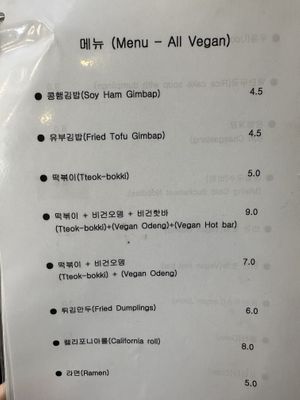 메뉴 (Menu - All Vegan)
● 콩햄김밥(Soy Ham Gimbap) 4.5
● 유부김밥(Fried Tofu Gimbap) 4.5
● 떡볶이(Tteok-bokki) 5.0
● 떡볶이 + 비건오뎅 + 비건핫바 9.0
(Tteok-bokki)+(Vegan Odeng)+(Vegan Hot bar)
● 떡볶이 + 비건오뎅 7.0
(Tteok-bokki) + (Vegan Odeng)
● 튀김만두(Fried Dumplings) 6.0
● 캘리포니아롤(California roll) 8.0
● 라면(Ramen) 5.0